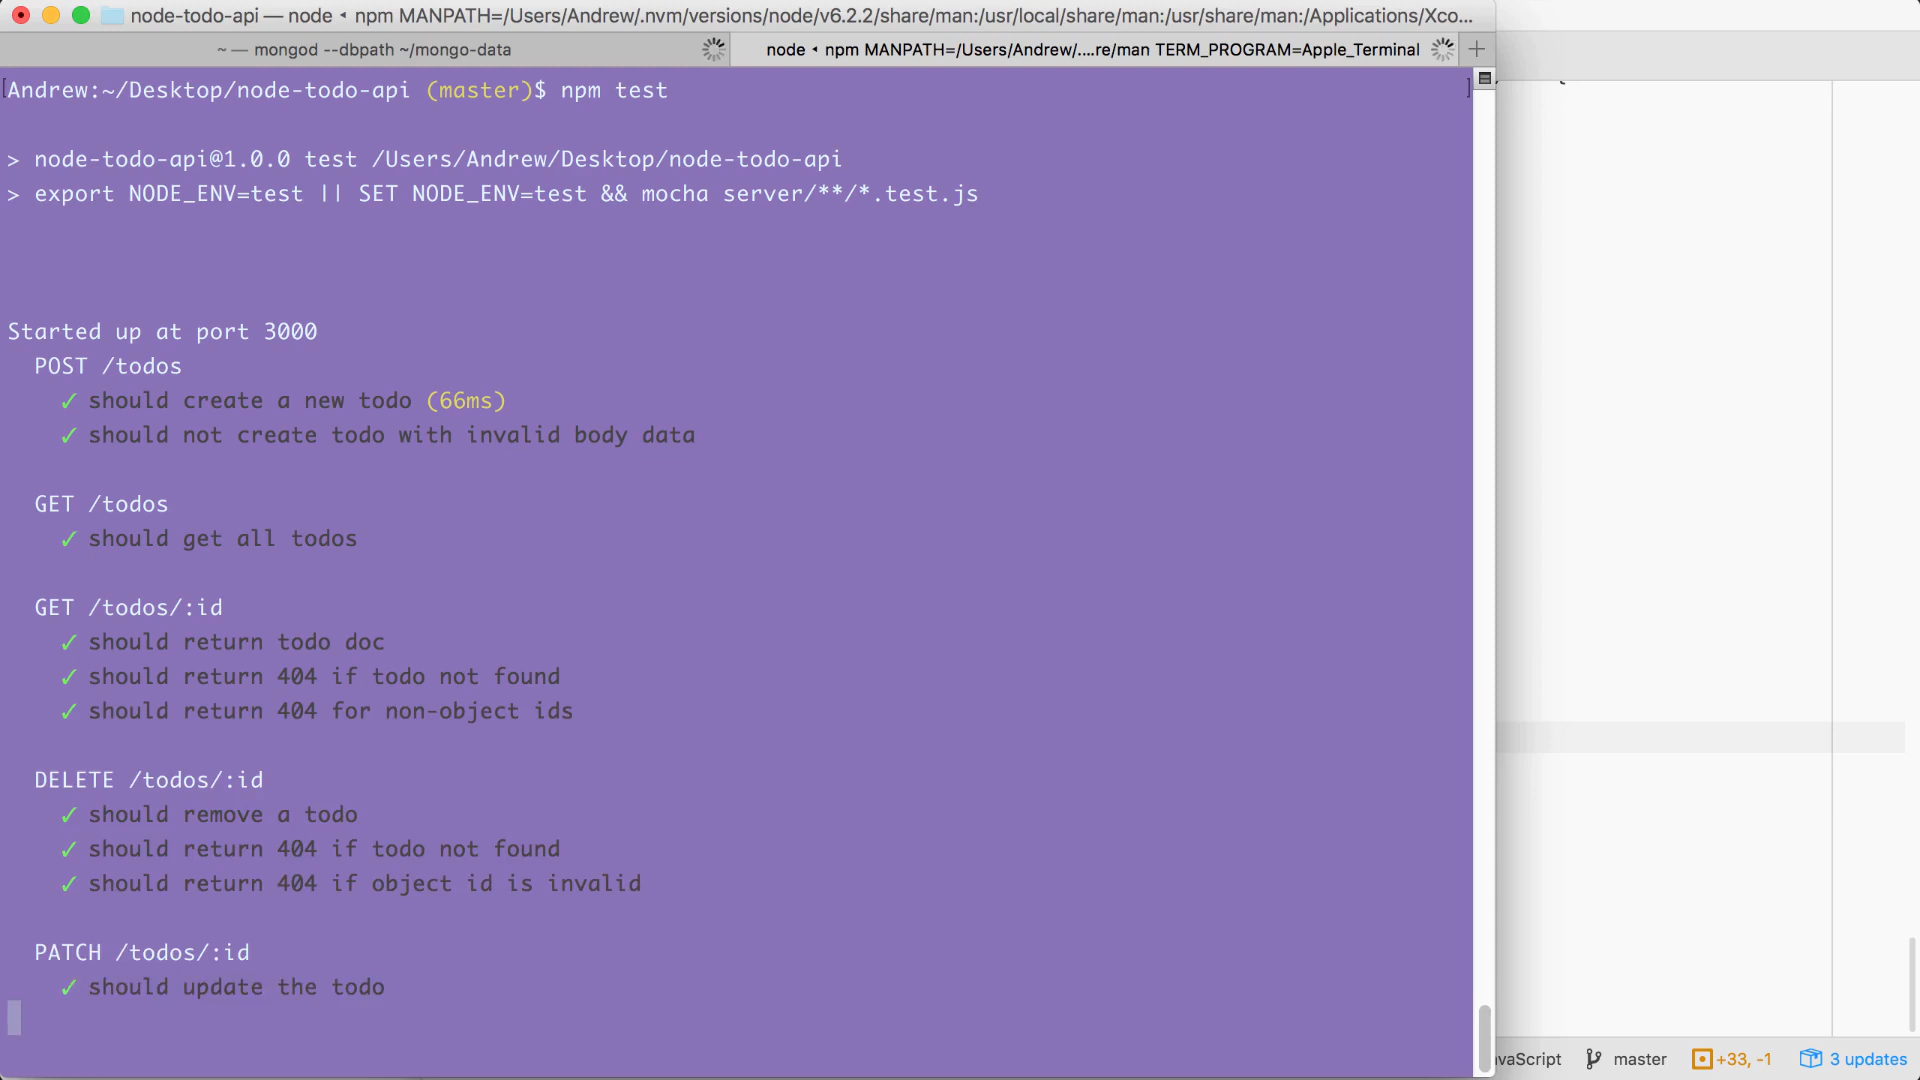 node-todo-api — node ◂ npm MANPATH=/Users/Andrew/.nvm/versions/node/v6.2.2/share/man:/usr/local/share/man:/usr/share/man:/Applications/Xco...
~ — mongod --dbpath ~/mongo-data
node ◂ npm MANPATH=/Users/Andrew/....re/man TERM_PROGRAM=Apple_Terminal
[Andrew:~/Desktop/node-todo-api (master)$ npm test ]
> node-todo-api@1.0.0 test /Users/Andrew/Desktop/node-todo-api
> export NODE_ENV=test || SET NODE_ENV=test && mocha server/**/*.test.js
Started up at port 3000
POST /todos
✓ should create a new todo (66ms)
✓ should not create todo with invalid body data
GET /todos
✓ should get all todos
GET /todos/:id
✓ should return todo doc
✓ should return 404 if todo not found
✓ should return 404 for non-object ids
DELETE /todos/:id
✓ should remove a todo
✓ should return 404 if todo not found
✓ should return 404 if object id is invalid
PATCH /todos/:id
✓ should update the todo
vaScript master +33, -1 3 updates